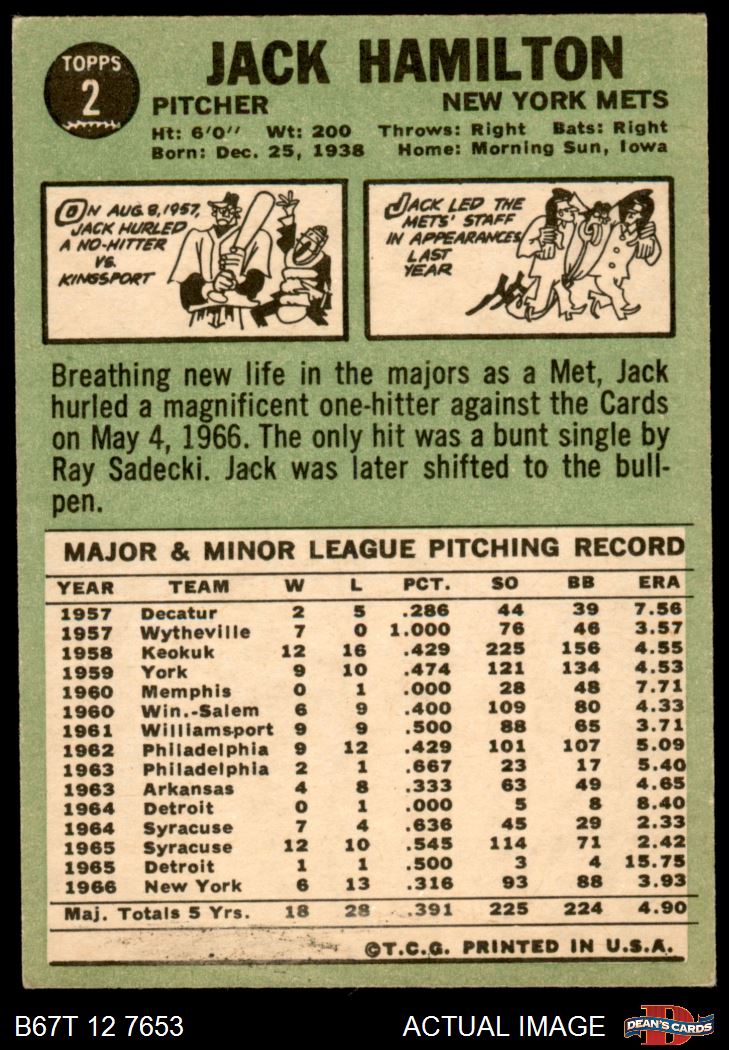 TOPPS
2
JACK HAMILTON
PITCHER NEW YORK METS
Ht: 6'0" Wt: 200 Throws: Right Bats: Right
Born: Dec. 25, 1938 Home: Morning Sun, Iowa
ON AUG. 8, 1957,
JACK HURLED
A NO-HITTER
VS.
KINGSPORT
JACK LED THE
METS' STAFF
IN APPEARANCES
LAST
YEAR
Breathing new life in the majors as a Met, Jack
hurled a magnificent one-hitter against the Cards
on May 4, 1966. The only hit was a bunt single by
Ray Sadecki. Jack was later shifted to the bull-
pen.
MAJOR & MINOR LEAGUE PITCHING RECORD
YEAR TEAM W L PCT. SO BB ERA
1957 Decatur 2 5 .286 44 39 7.56
1957 Wytheville 7 0 1.000 76 46 3.57
1958 Keokuk 12 16 .429 225 156 4.55
1959 York 9 10 .474 121 134 4.53
1960 Memphis 0 1 .000 28 48 7.71
1960 Win.-Salem 6 9 .400 109 80 4.33
1961 Williamsport 9 9 .500 88 65 3.71
1962 Philadelphia 9 12 .429 101 107 5.09
1963 Philadelphia 2 1 .667 23 17 5.40
1963 Arkansas 4 8 .333 63 49 4.65
1964 Detroit 0 1 .000 5 8 8.40
1964 Syracuse 7 4 .636 45 29 2.33
1965 Syracuse 12 10 .545 114 71 2.42
1965 Detroit 1 1 .500 3 4 15.75
1966 New York 6 13 .316 93 88 3.93
Maj. Totals 5 Yrs. 18 28 .391 225 224 4.90
©T.C.G. PRINTED IN U.S.A.
B67T 12 7653 ACTUAL IMAGE
D
DEAN'S CARDS